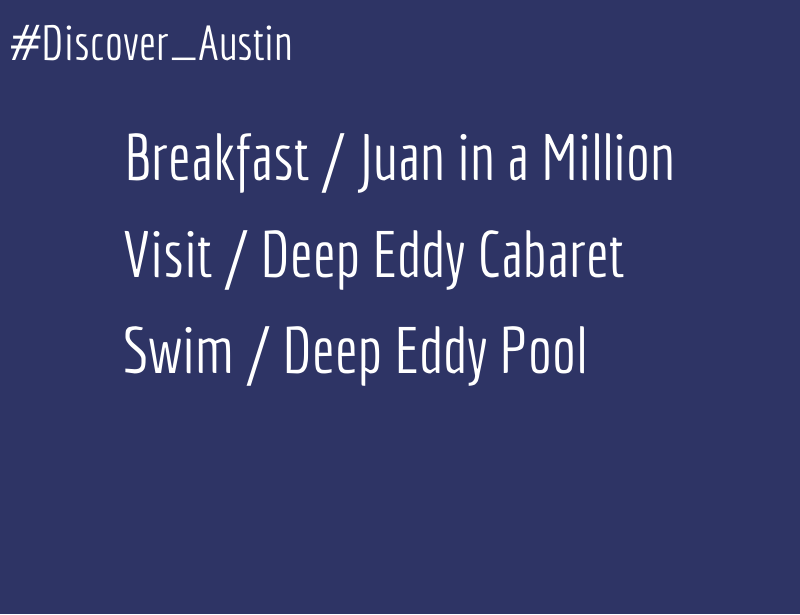 #Discover_Austin
Breakfast / Juan in a Million
Visit / Deep Eddy Cabaret
Swim / Deep Eddy Pool